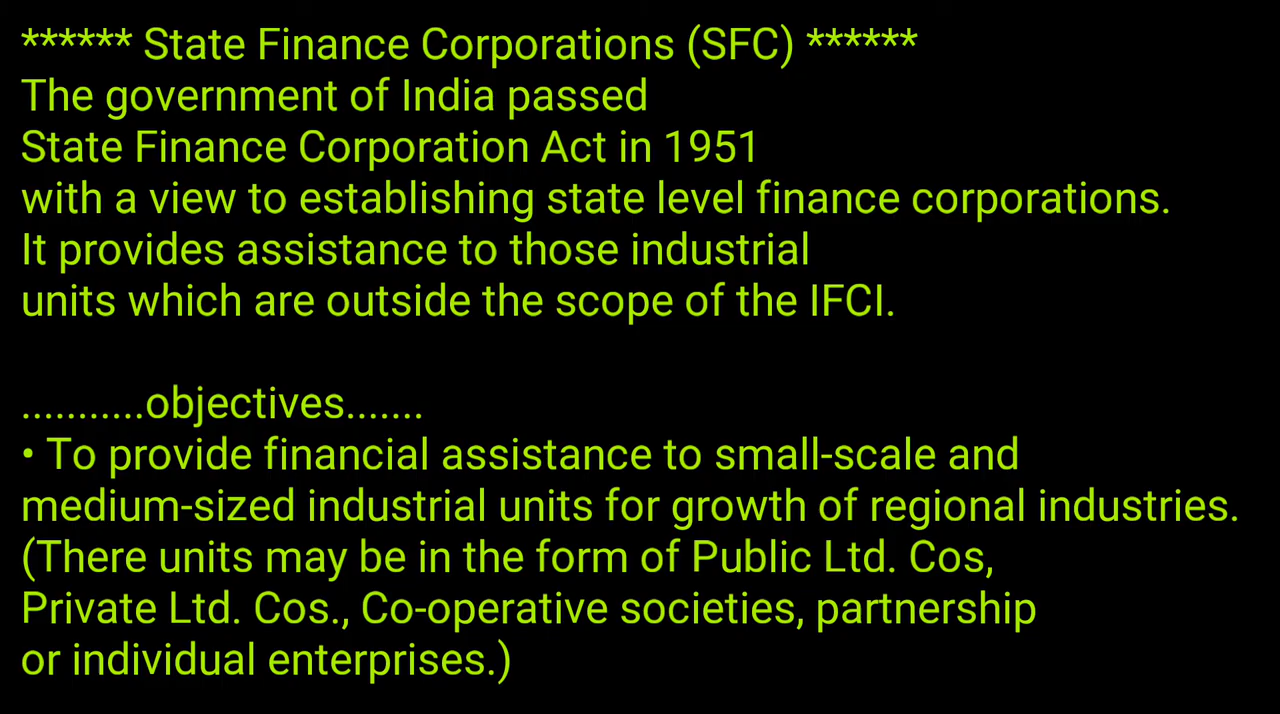 ****** State Finance Corporations (SFC) ******
The government of India passed
State Finance Corporation Act in 1951
with a view to establishing state level finance corporations.
It provides assistance to those industrial
units which are outside the scope of the IFCI.
...........objectives.......
• To provide financial assistance to small-scale and
medium-sized industrial units for growth of regional industries.
(There units may be in the form of Public Ltd. Cos,
Private Ltd. Cos., Co-operative societies, partnership
or individual enterprises.)